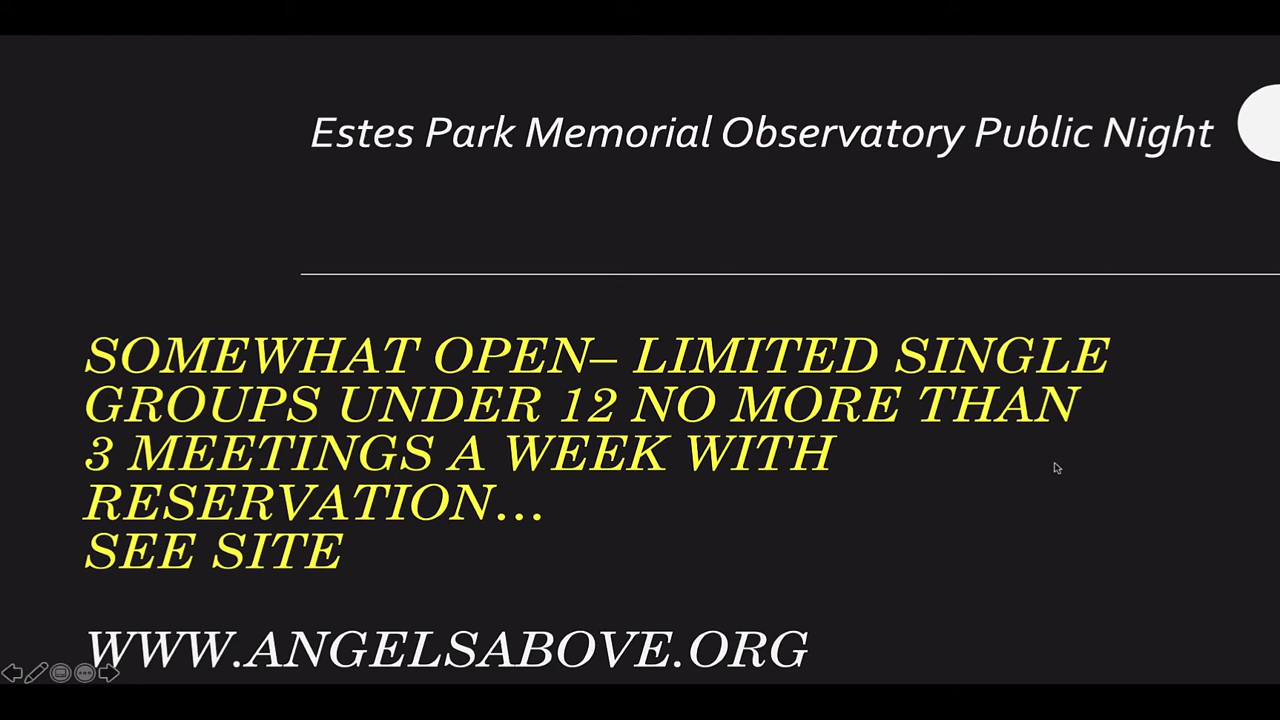 Estes Park Memorial Observatory Public Night
SOMEWHAT OPEN– LIMITED SINGLE
GROUPS UNDER 12 NO MORE THAN
3 MEETINGS A WEEK WITH
RESERVATION...
SEE SITE
WWW.ANGELSABOVE.ORG